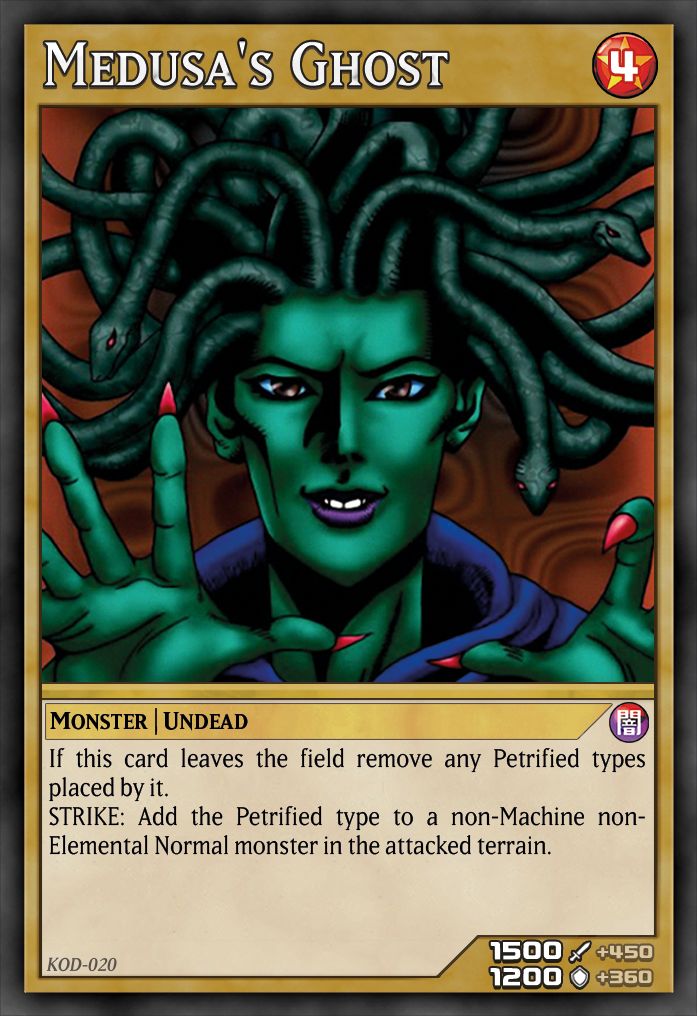 Medusa's Ghost
4
Monster | Undead
闇
If this card leaves the field remove any Petrified types
placed by it.
STRIKE: Add the Petrified type to a non-Machine non-
Elemental Normal monster in the attacked terrain.
1500 +450
KOD-020
1200 +360